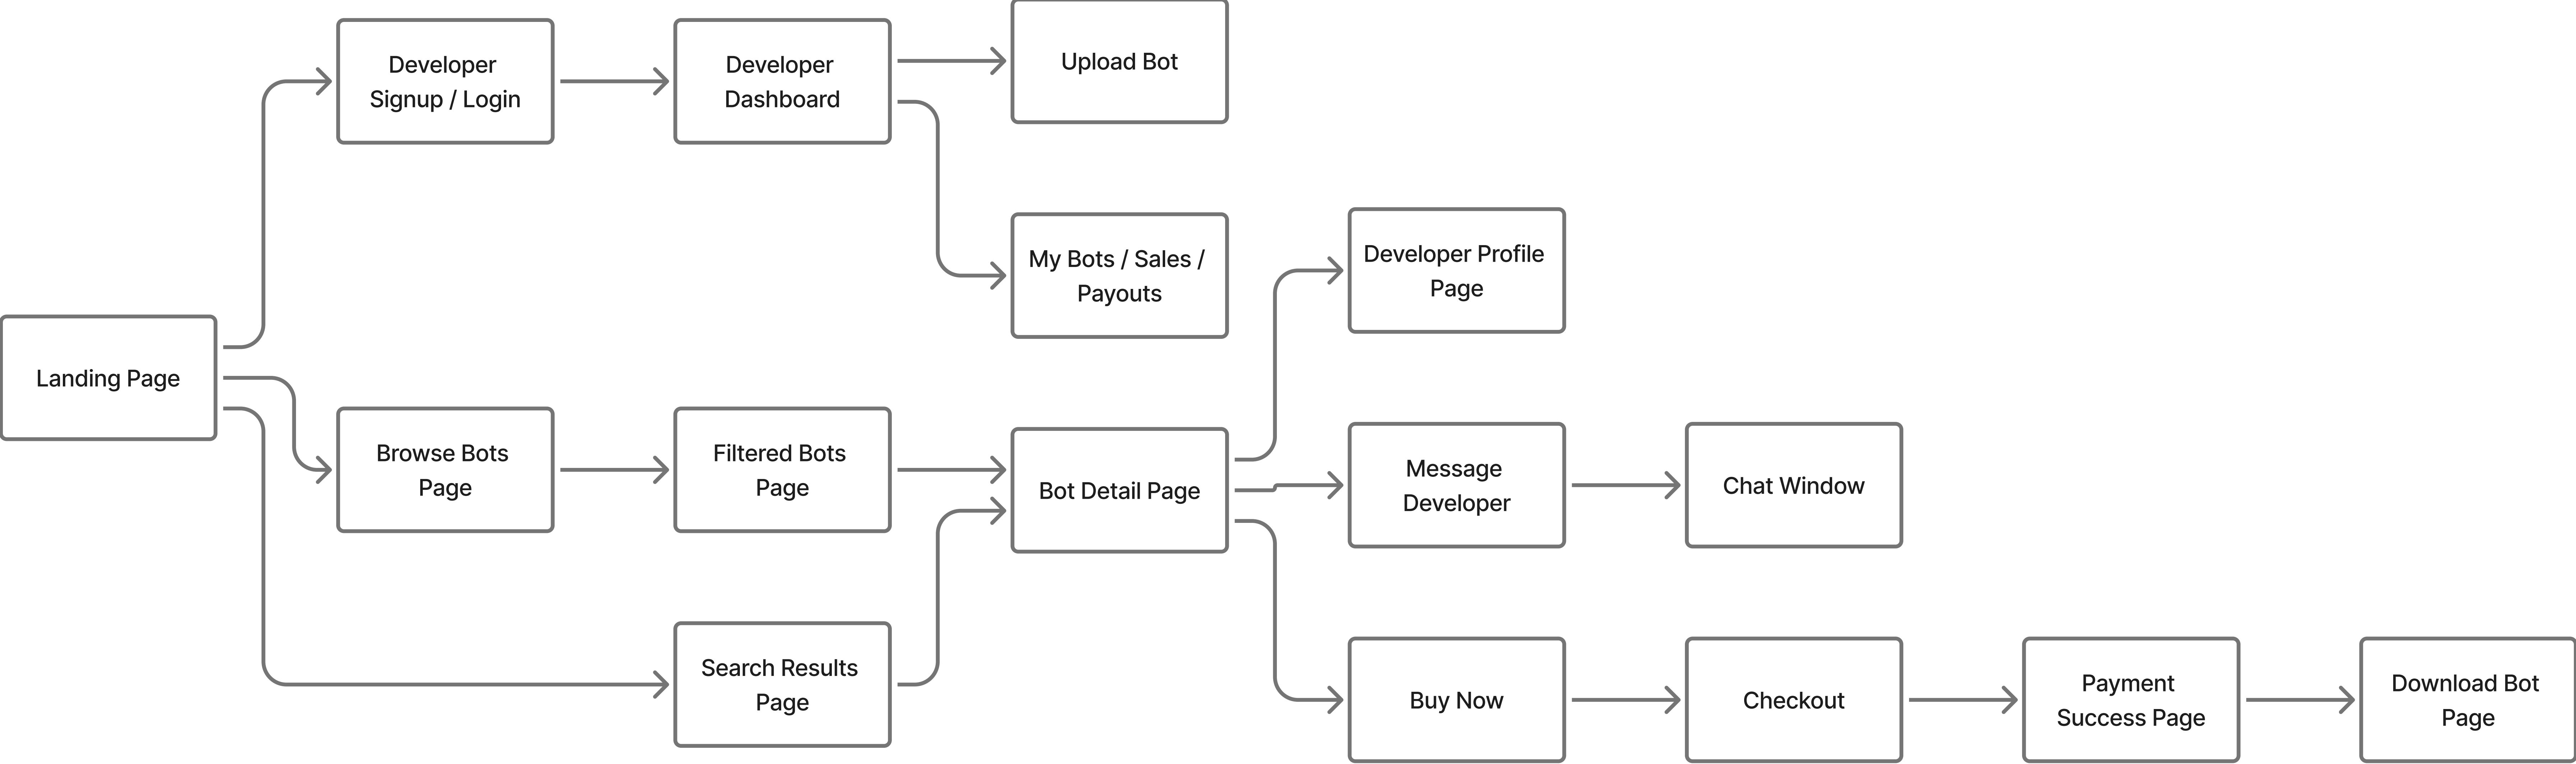 Developer
Signup / Login
Developer
Dashboard
Upload Bot
My Bots / Sales /
Payouts
Developer Profile
Page
Landing Page
Browse Bots
Page
Filtered Bots
Page
Bot Detail Page
Message
Developer
Chat Window
Search Results
Page
Buy Now
Checkout
Payment
Success Page
Download Bot
Page